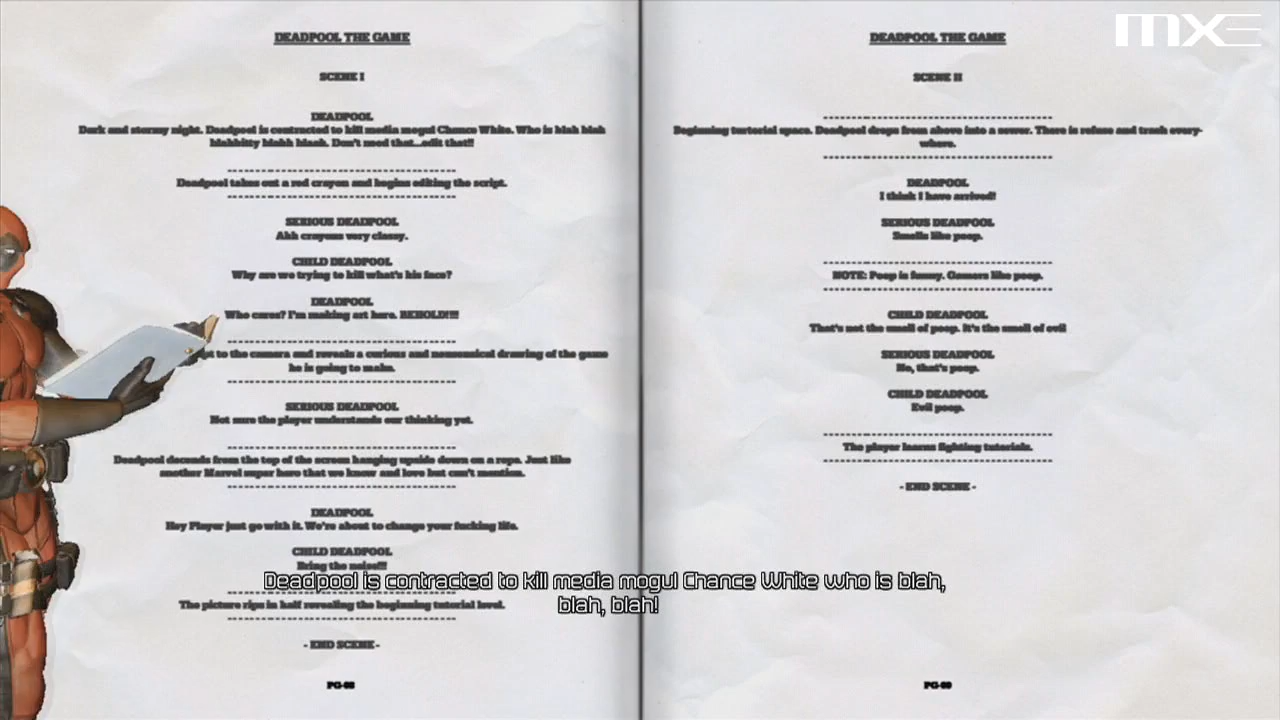 MXE
DEADPOOL THE GAME
SCENE I
DEADPOOL
Dark and stormy night. Deadpool is contracted to kill media mogul Chance White. Who is blah blah
blahbitty blahh blaah. Don't need that...edit that!!
Deadpool takes out a red crayon and begins editing the script.
SERIOUS DEADPOOL
Ahh crayons very classy.
CHILD DEADPOOL
Why are we trying to kill what's his face?
DEADPOOL
Who cares? I'm making art here. BEHOLD!!!!
to the camera and reveals a curious and nonsensical drawing of the game
he is going to make.
SERIOUS DEADPOOL
Not sure the player understands our thinking yet.
Deadpool decends from the top of the screen hanging upside down on a rope. Just like
another Marvel super hero that we know and love but can't mention.
DEADPOOL
Hey Player just go with it. We're about to change your fucking life.
CHILD DEADPOOL
Bring the noise!!!
The picture rips in half revealing the beginning tutorial level.
- END SCENE -
PG-08
DEADPOOL THE GAME
SCENE II
Beginning turtorial space. Deadpool drops from above into a sewer. There is refuse and trash every-
where.
DEADPOOL
I think I have arrived!
SERIOUS DEADPOOL
Smells like poop.
NOTE: Poop is funny. Gamers like poop.
CHILD DEADPOOL
That's not the smell of poop. It's the smell of evil
SERIOUS DEADPOOL
No, that's poop.
CHILD DEADPOOL
Evil poop.
The player learns fighting tutorials.
- END SCENE -
PG-09
Deadpool is contracted to kill media mogul Chance White who is blah,
blah, blah!